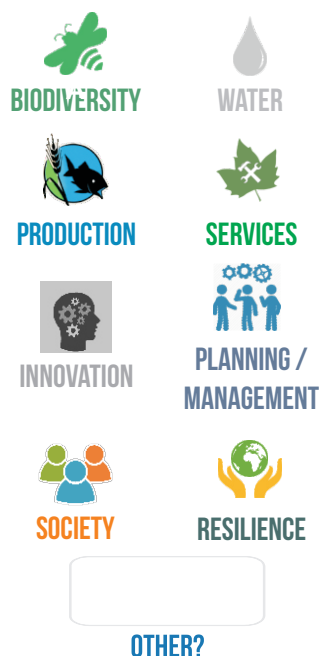 BIODIVERSITY
WATER
PRODUCTION
SERVICES
INNOVATION
PLANNING /
MANAGEMENT
SOCIETY
RESILIENCE
OTHER?